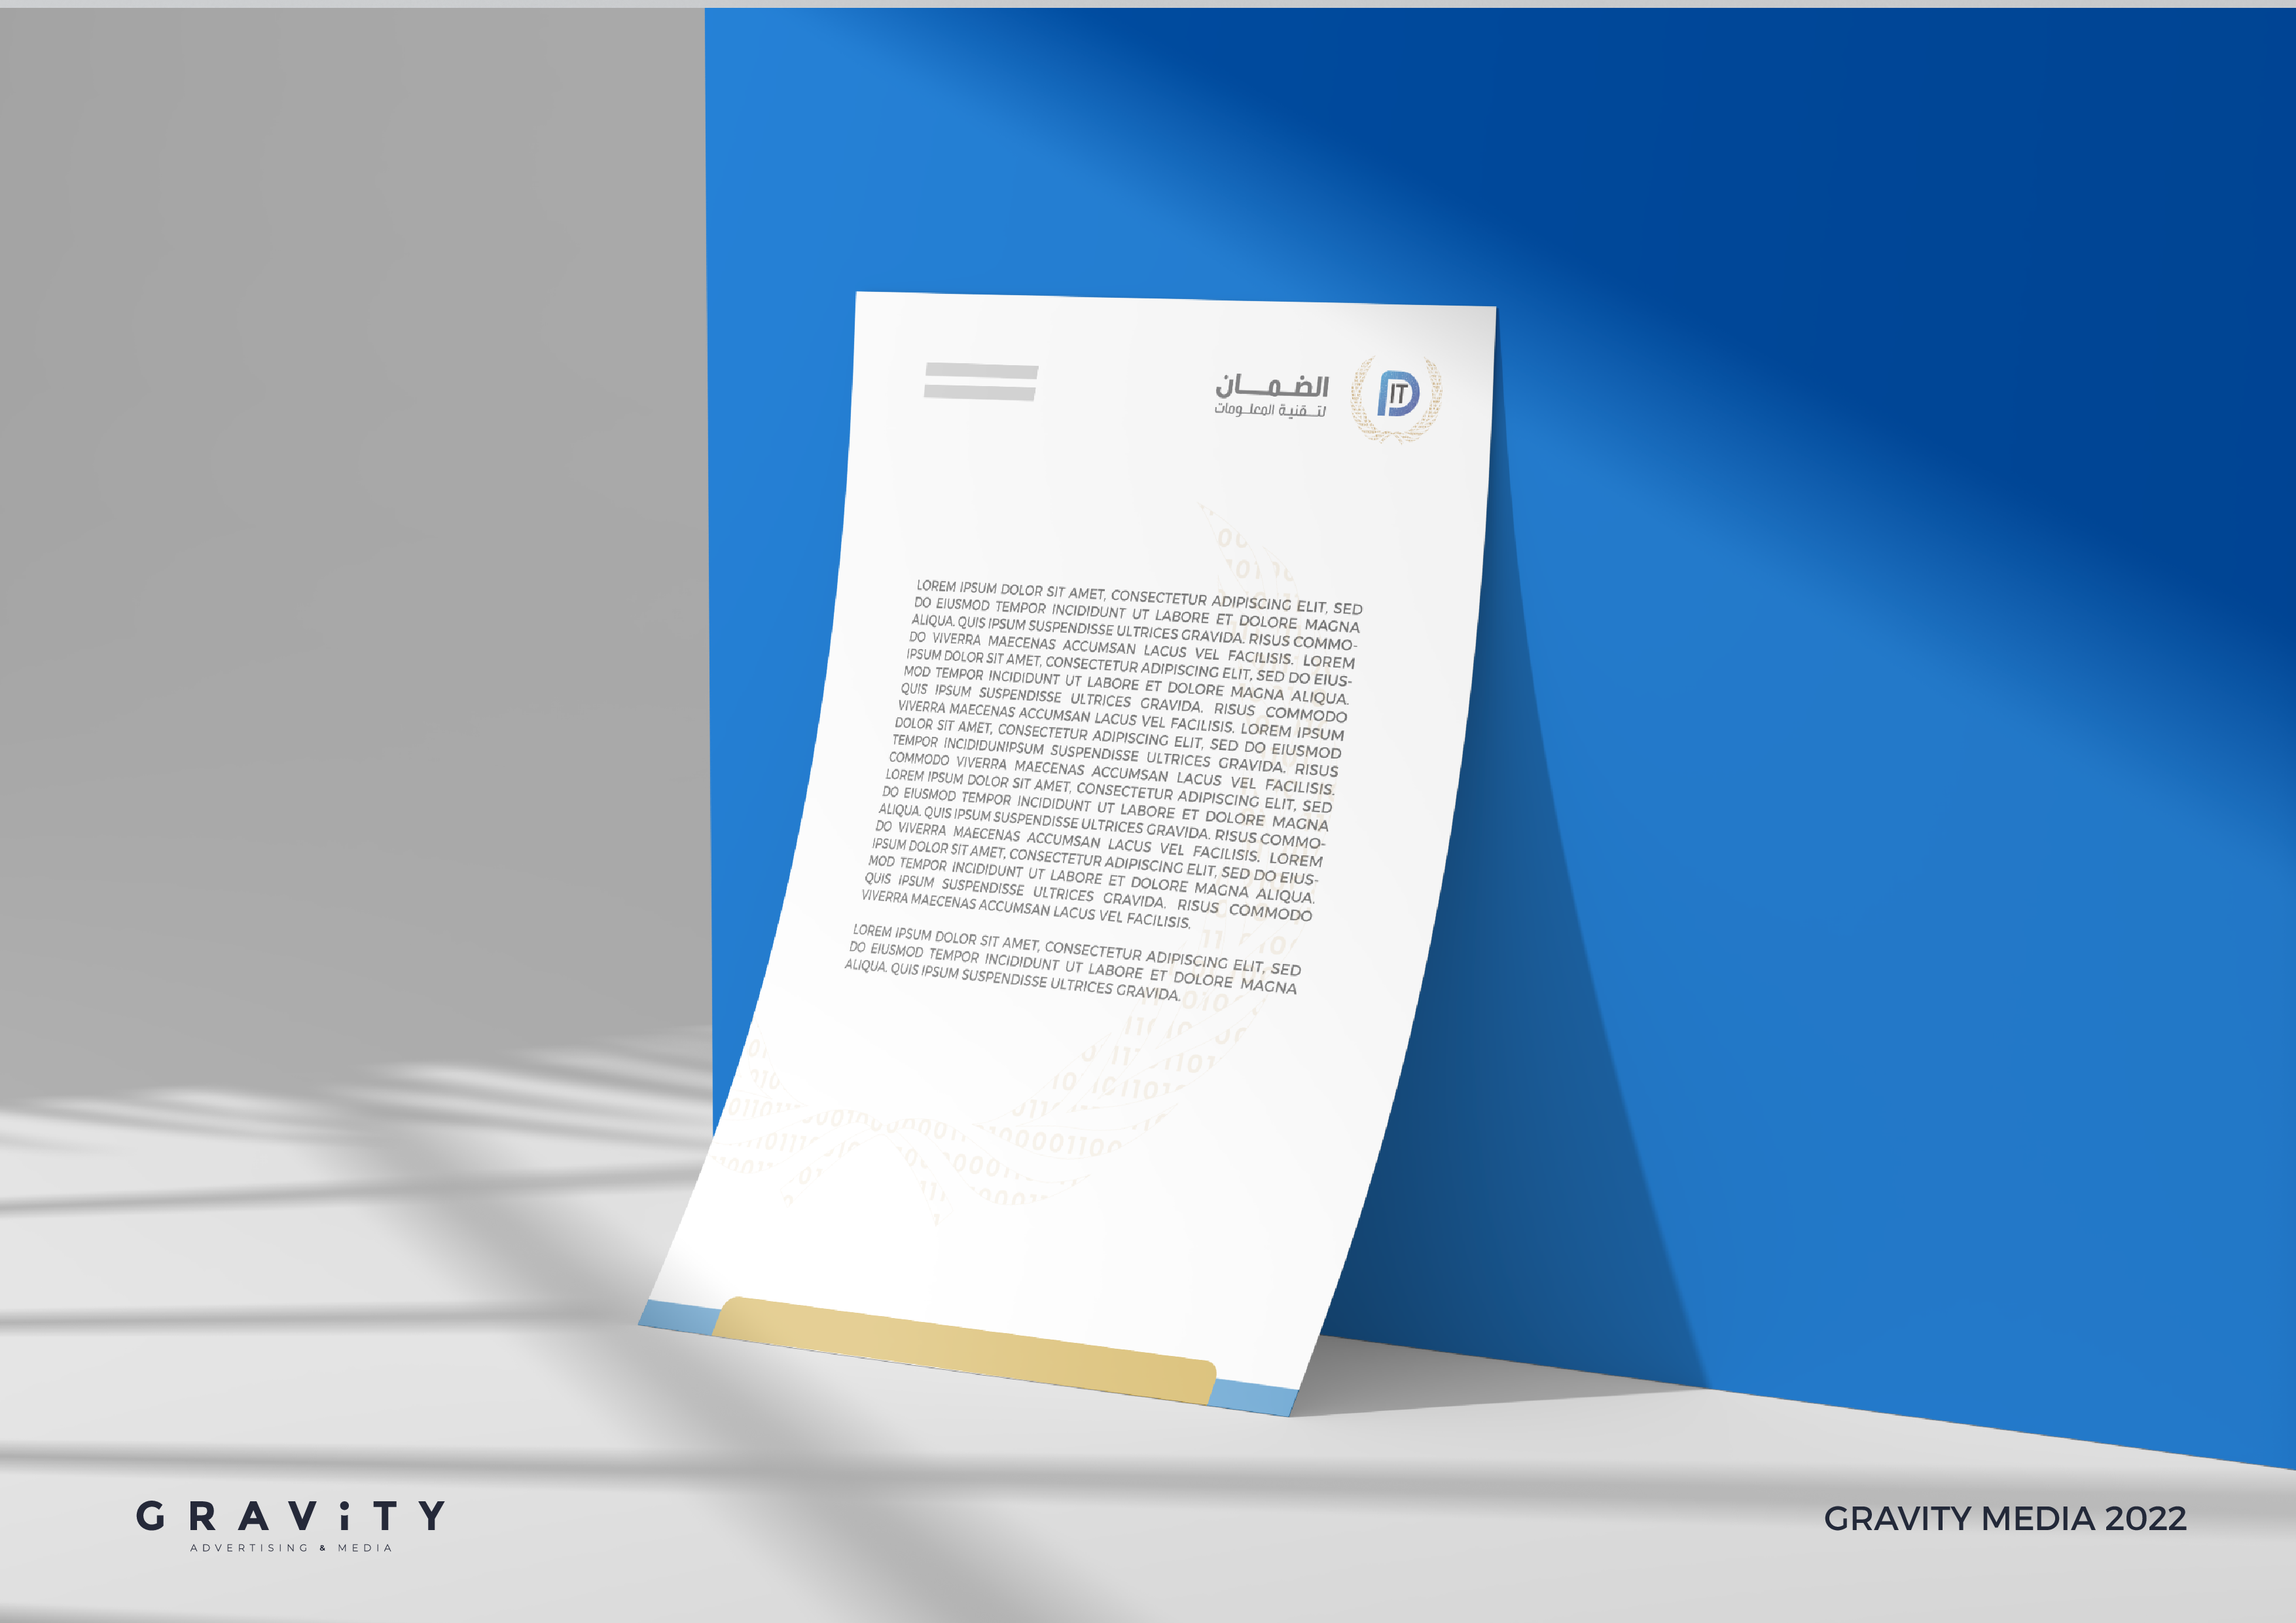 الضمان
لتقنية المعلومات
IT
LOREM IPSUM DOLOR SIT AMET, CONSECTETUR ADIPISCING ELIT, SED
DO EIUSMOD TEMPOR INCIDIDUNT UT LABORE ET DOLORE MAGNA
ALIQUA. QUIS IPSUM SUSPENDISSE ULTRICES GRAVIDA. RISUS COMMO-
DO VIVERRA MAECENAS ACCUMSAN LACUS VEL FACILISIS. LOREM
IPSUM DOLOR SIT AMET, CONSECTETUR ADIPISCING ELIT, SED DO EIUS-
MOD TEMPOR INCIDIDUNT UT LABORE ET DOLORE MAGNA ALIQUA.
QUIS IPSUM SUSPENDISSE ULTRICES GRAVIDA. RISUS COMMODO
VIVERRA MAECENAS ACCUMSAN LACUS VEL FACILISIS. LOREM IPSUM
DOLOR SIT AMET, CONSECTETUR ADIPISCING ELIT, SED DO EIUSMOD
TEMPOR INCIDIDUNIPSUM SUSPENDISSE ULTRICES GRAVIDA. RISUS
COMMODO VIVERRA MAECENAS ACCUMSAN LACUS VEL FACILISIS.
LOREM IPSUM DOLOR SIT AMET, CONSECTETUR ADIPISCING ELIT, SED
DO EIUSMOD TEMPOR INCIDIDUNT UT LABORE ET DOLORE MAGNA
ALIQUA. QUIS IPSUM SUSPENDISSE ULTRICES GRAVIDA. RISUS COMMO-
DO VIVERRA MAECENAS ACCUMSAN LACUS VEL FACILISIS. LOREM
IPSUM DOLOR SIT AMET, CONSECTETUR ADIPISCING ELIT, SED DO EIUS-
MOD TEMPOR INCIDIDUNT UT LABORE ET DOLORE MAGNA ALIQUA.
QUIS IPSUM SUSPENDISSE ULTRICES GRAVIDA. RISUS COMMODO
VIVERRA MAECENAS ACCUMSAN LACUS VEL FACILISIS.
LOREM IPSUM DOLOR SIT AMET, CONSECTETUR ADIPISCING ELIT, SED
DO EIUSMOD TEMPOR INCIDIDUNT UT LABORE ET DOLORE MAGNA
ALIQUA. QUIS IPSUM SUSPENDISSE ULTRICES GRAVIDA.
GRAViTY
ADVERTISING & MEDIA
GRAVITY MEDIA 2022